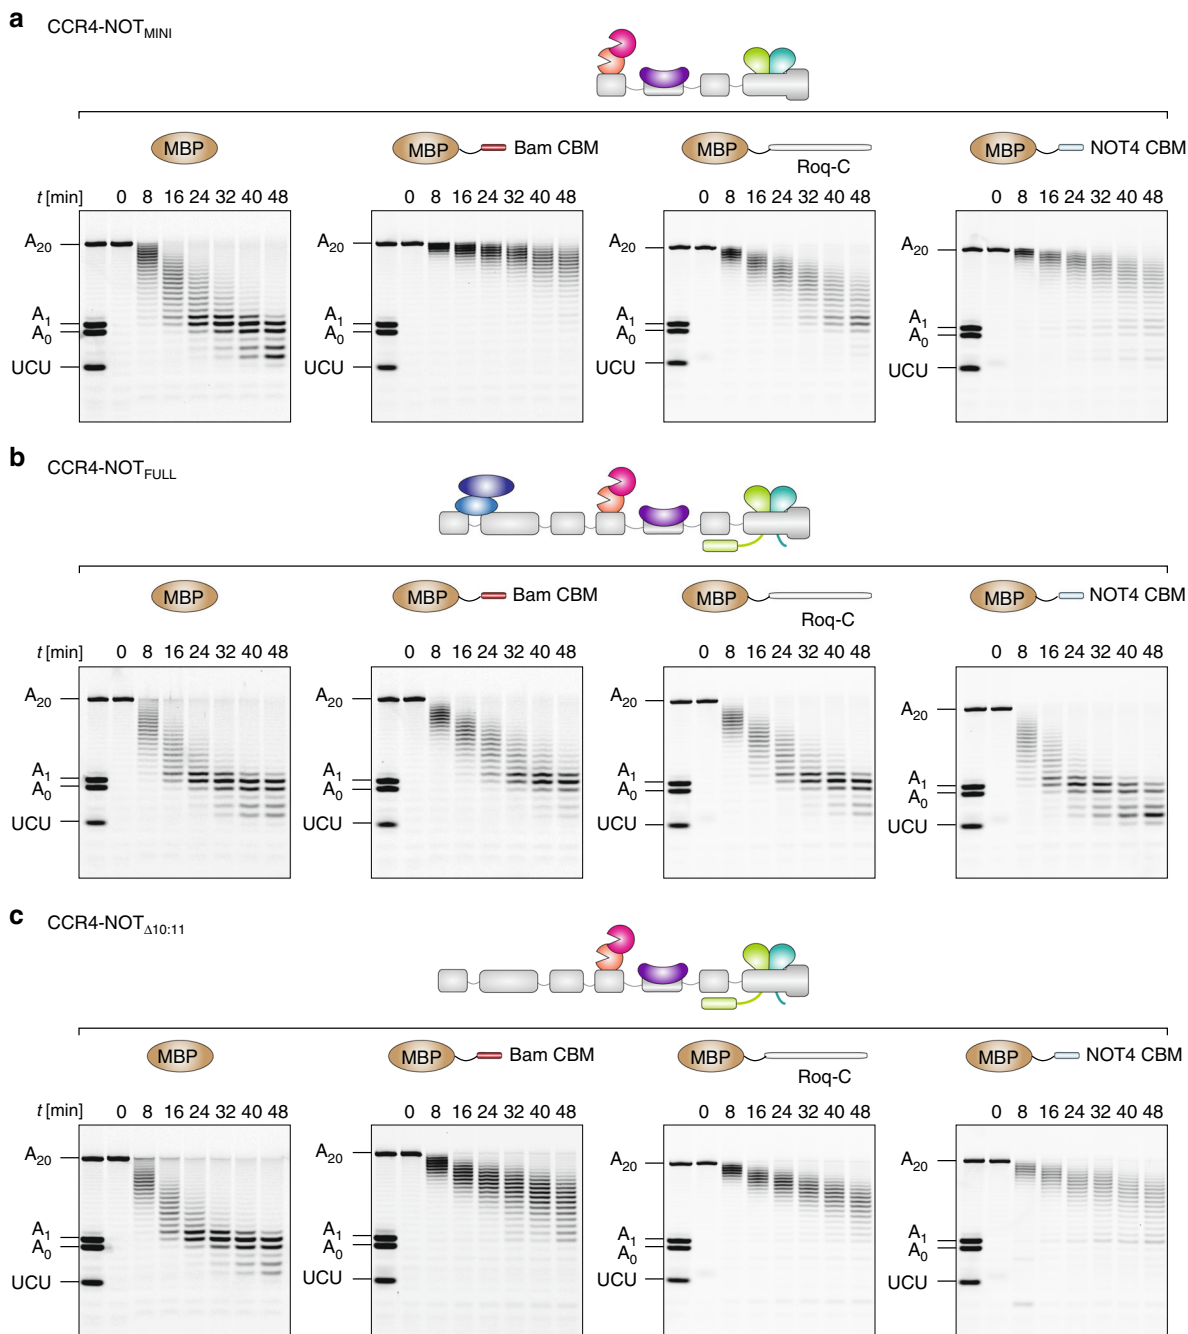 a CCR4-NOT MINI
MBP
MBP Bam CBM
MBP Roq-C
MBP NOT4 CBM
t [min] 0 8 16 24 32 40 48
0 8 16 24 32 40 48
0 8 16 24 32 40 48
0 8 16 24 32 40 48
A20 A20 A20 A20
A1 A1 A1 A1
A0 A0 A0 A0
UCU UCU UCU UCU
b CCR4-NOT FULL
MBP
MBP Bam CBM
MBP Roq-C
MBP NOT4 CBM
t [min] 0 8 16 24 32 40 48
0 8 16 24 32 40 48
0 8 16 24 32 40 48
0 8 16 24 32 40 48
A20 A20 A20 A20
A1 A1 A1 A1
A0 A0 A0 A0
UCU UCU UCU UCU
c CCR4-NOT Δ10:11
MBP
MBP Bam CBM
MBP Roq-C
MBP NOT4 CBM
t [min] 0 8 16 24 32 40 48
0 8 16 24 32 40 48
0 8 16 24 32 40 48
0 8 16 24 32 40 48
A20 A20 A20 A20
A1 A1 A1 A1
A0 A0 A0 A0
UCU UCU UCU UCU